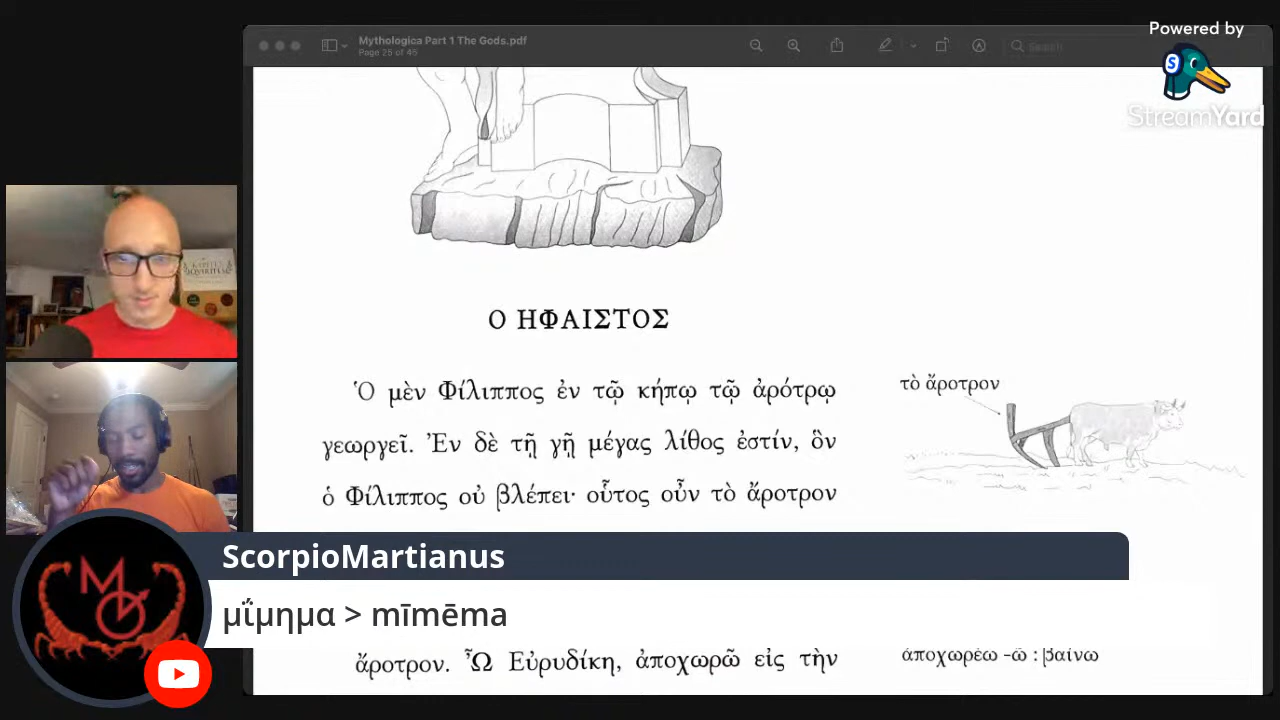 Powered by
StreamYard
Mythologica Part 1 The Gods.pdf
Page 25 of 45
Search
Ο ΗΦΑΙΣΤΟΣ
Ὁ μὲν Φίλιππος ἐν τῷ κήπῳ τῷ ἀρότρῳ
γεωργεῖ. Ἐν δὲ τῇ γῇ μέγας λίθος ἐστίν, ὃν
ὁ Φίλιππος οὐ βλέπει· οὗτος οὖν τὸ ἄροτρον
τὸ ἄροτρον
ScorpioMartianus
μΐμημα > mīmēma
ἄροτρον. Ὦ Εὐρυδίκη, ἀποχωρῶ εἰς τὴν
ἀποχωρέω -ῶ : βαίνω